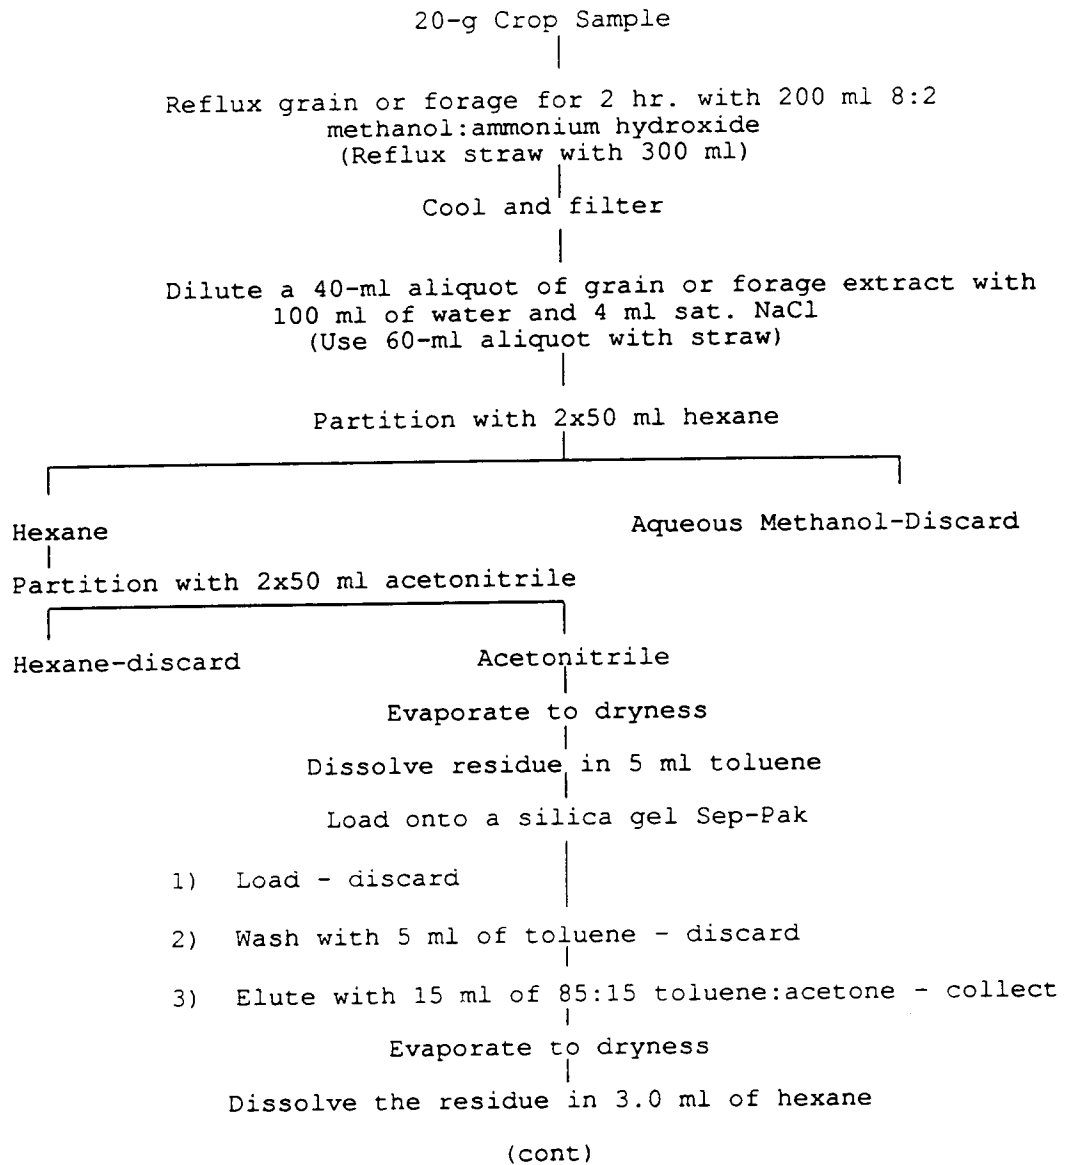 20-g Crop Sample
Reflux grain or forage for 2 hr. with 200 ml 8:2
methanol:ammonium hydroxide
(Reflux straw with 300 ml)
Cool and filter
Dilute a 40-ml aliquot of grain or forage extract with
100 ml of water and 4 ml sat. NaCl
(Use 60-ml aliquot with straw)
Partition with 2x50 ml hexane
Hexane
Aqueous Methanol-Discard
Partition with 2x50 ml acetonitrile
Hexane-discard
Acetonitrile
Evaporate to dryness
Dissolve residue in 5 ml toluene
Load onto a silica gel Sep-Pak
1) Load - discard
2) Wash with 5 ml of toluene - discard
3) Elute with 15 ml of 85:15 toluene:acetone - collect
Evaporate to dryness
Dissolve the residue in 3.0 ml of hexane
(cont)